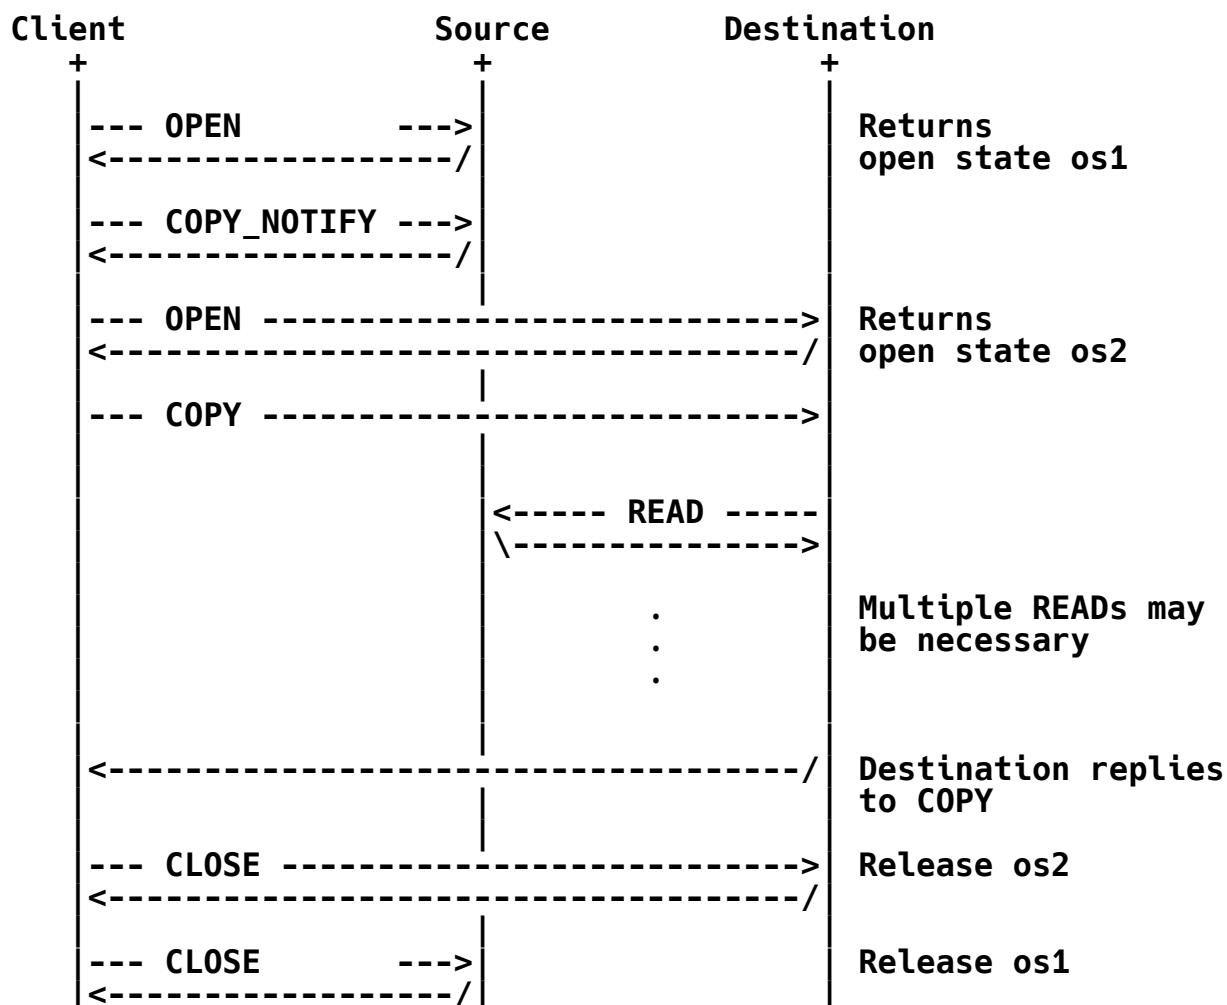 Client                Source         Destination
   +                    +                 +
   |                    |                 |
   |--- OPEN        --->|                 | Returns
   |<------------------/|                 | open state os1
   |                    |                 |
   |--- COPY_NOTIFY --->|                 |
   |<------------------/|                 |
   |                    |                 |
   |--- OPEN ---------------------------->| Returns
   |<------------------------------------/| open state os2
   |                    |                 |
   |--- COPY ---------------------------->|
   |                    |                 |
   |                    |                 |
   |                    |<----- READ -----|
   |                    |\--------------->|
   |                    |                 |
   |                    |        .        | Multiple READs may
   |                    |        .        | be necessary
   |                    |        .        |
   |                    |                 |
   |                    |                 |
   |<------------------------------------/| Destination replies
   |                    |                 | to COPY
   |                    |                 |
   |--- CLOSE --------------------------->| Release os2
   |<------------------------------------/|
   |                    |                 |
   |--- CLOSE       --->|                 | Release os1
   |<------------------/|                 |